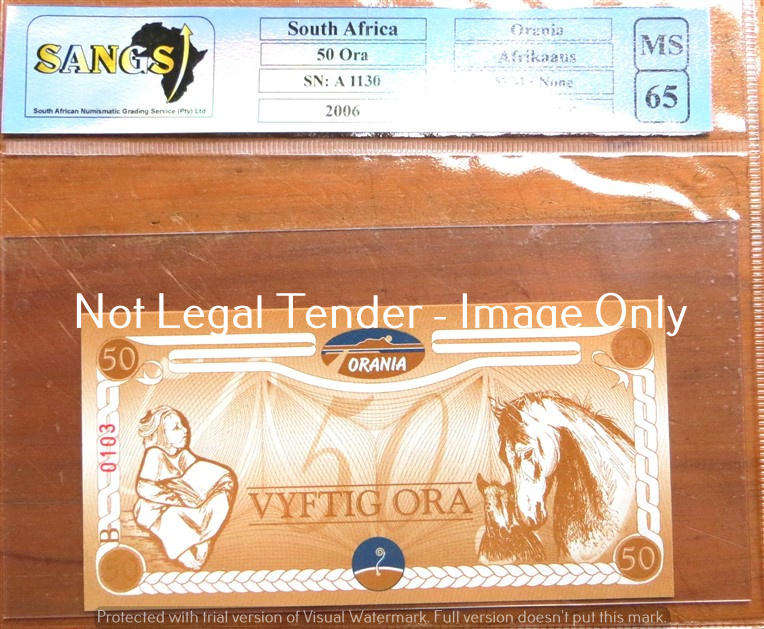 SANGS
South African Numismatic Grading Service (Pty) Ltd
South Africa
50 Ora
SN: A 1130
2006
Orania
Afrikaaus
None
MS
65
Not Legal Tender - Image Only
50
ORANIA
50
VYFTIG ORA
B 0103
50
Protected with trial version of Visual Watermark. Full version doesn't put this mark.